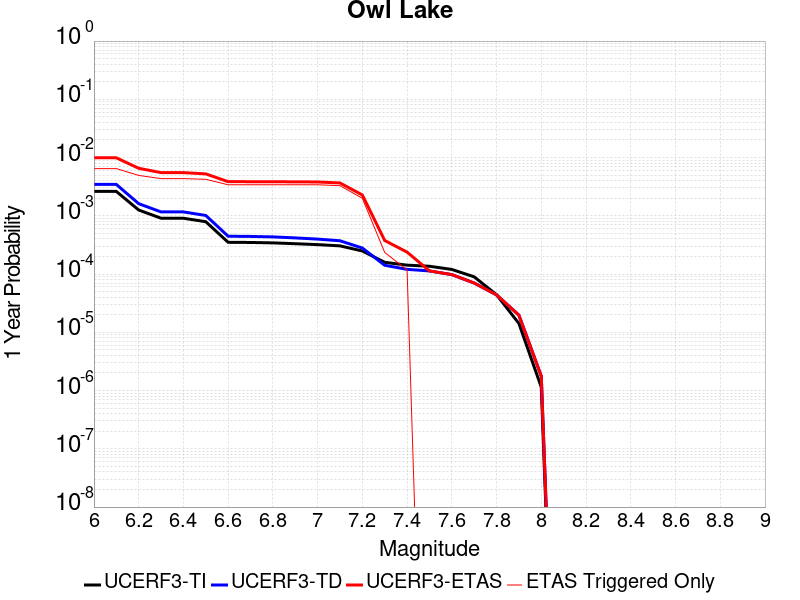 Owl Lake
10^0
10^-1
10^-2
10^-3
10^-4
10^-5
10^-6
10^-7
10^-8
1 Year Probability
6 6.2 6.4 6.6 6.8 7 7.2 7.4 7.6 7.8 8 8.2 8.4 8.6 8.8 9
Magnitude
UCERF3-TI UCERF3-TD UCERF3-ETAS ETAS Triggered Only